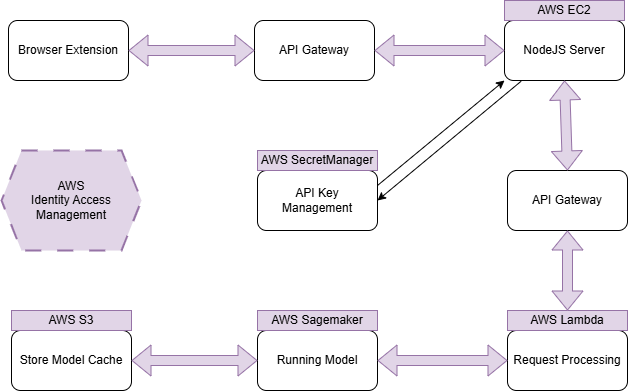 AWS EC2
Browser Extension
API Gateway
NodeJS Server
AWS SecretManager
AWS
Identity Access
Management
API Key
Management
API Gateway
AWS S3
AWS Sagemaker
AWS Lambda
Store Model Cache
Running Model
Request Processing